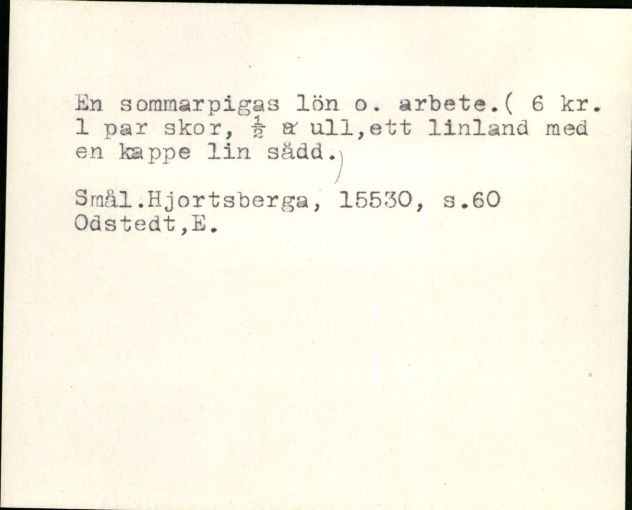 En sommarpigas lön o. arbete.( 6 kr.
1 par skor, ½ ull,ett linland med
en kappe lin sådd.)
Smål.Hjortsberga, 15530, s.60
Odstedt,E.